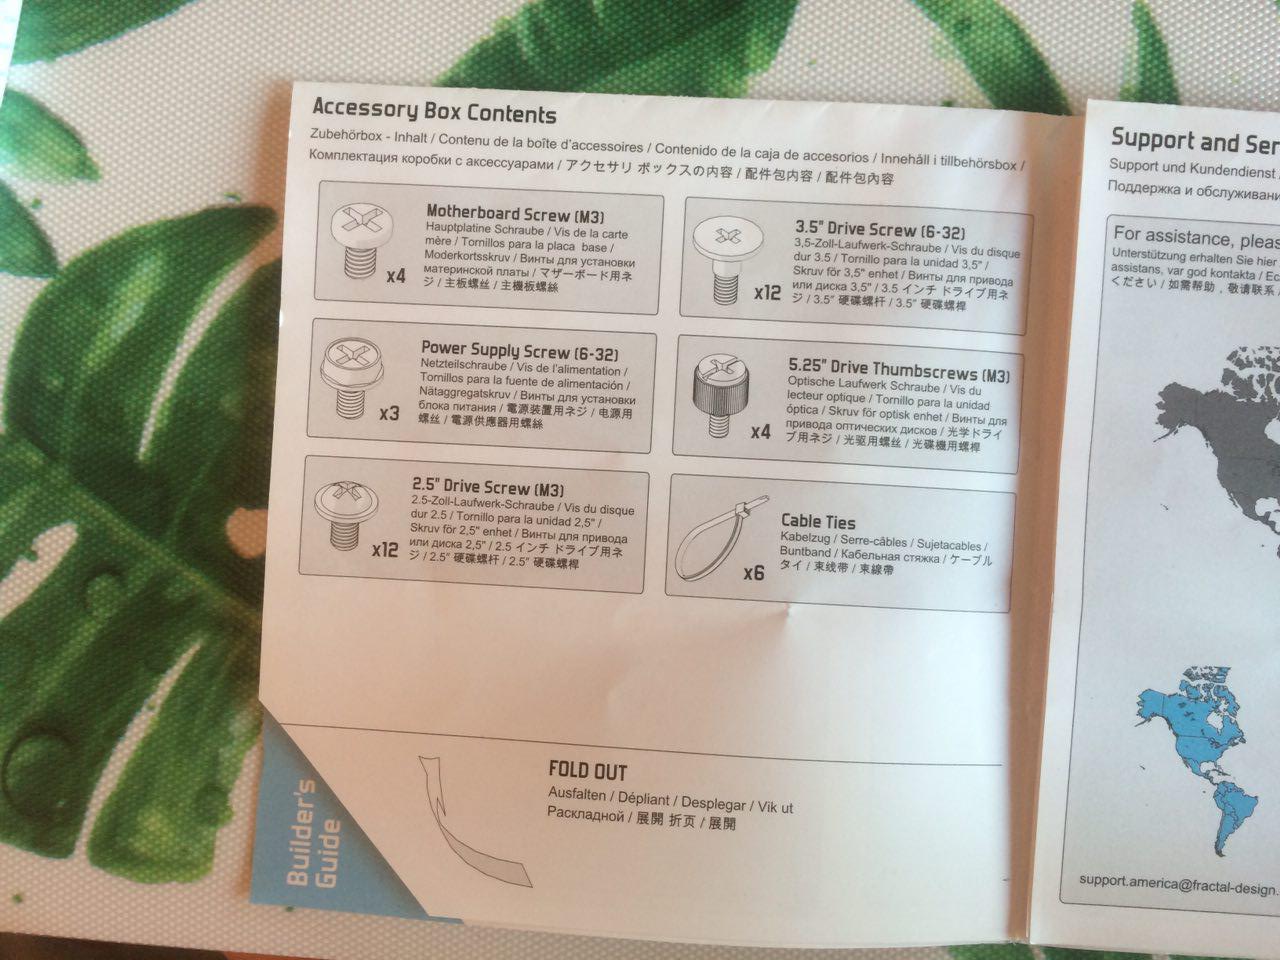 Accessory Box Contents
Zubehörbox - Inhalt / Contenu de la boîte d'accessoires / Contenido de la caja de accesorios / Innehåll i tillbehörsbox /
Комплектация коробки с аксессуарами / アクセサリ ボックスの内容 / 配件包内容 / 配件包內容
Motherboard Screw (M3)
Hauptplatine Schraube / Vis de la carte
mère / Tornillos para la placa base /
Moderkortsskruv / Винты для установки
материнской платы / マザーボード用ネ
ジ / 主板螺丝 / 主機板螺絲
x4
3.5" Drive Screw (6-32)
3,5-Zoll-Laufwerk-Schraube / Vis du disque
dur 3.5 / Tornillo para la unidad 3,5" /
Skruv för 3,5" enhet / Винты для привода
или диска 3,5" / 3.5 インチ ドライブ用ネ
ジ / 3.5" 硬碟螺杆 / 3.5" 硬碟螺桿
x12
Power Supply Screw (6-32)
Netzteilschraube / Vis de l'alimentation /
Tornillos para la fuente de alimentación /
Nätaggregatskruv / Винты для установки
блока питания / 電源装置用ネジ / 电源用
螺丝 / 電源供應器用螺絲
x3
5.25" Drive Thumbscrews (M3)
Optische Laufwerk Schraube / Vis du
lecteur optique / Tornillo para la unidad
óptica / Skruv för optisk enhet / Винты для
привода оптических дисков / 光学ドライ
ブ用ネジ / 光驱用螺丝 / 光碟機用螺桿
x4
2.5" Drive Screw (M3)
2.5-Zoll-Laufwerk-Schraube / Vis du disque
dur 2.5 / Tornillo para la unidad 2,5" /
Skruv för 2,5" enhet / Винты для привода
или диска 2,5" / 2.5 インチ ドライブ用ネ
ジ / 2.5" 硬碟螺杆 / 2.5" 硬碟螺桿
x12
Cable Ties
Kabelzug / Serre-câbles / Sujetacables /
Buntband / Кабельная стяжка / ケーブル
タイ / 束线带 / 束線帶
x6
FOLD OUT
Ausfalten / Dépliant / Desplegar / Vik ut
Раскладной / 展開 折页 / 展開
Builder's
Guide
Support and Ser
Support und Kundendienst /
Поддержка и обслуживани
For assistance, pleas
Unterstützung erhalten Sie hier
assistans, var god kontakta / Ec
ください / 如需帮助，敬请联系 /
support.america@fractal-design.